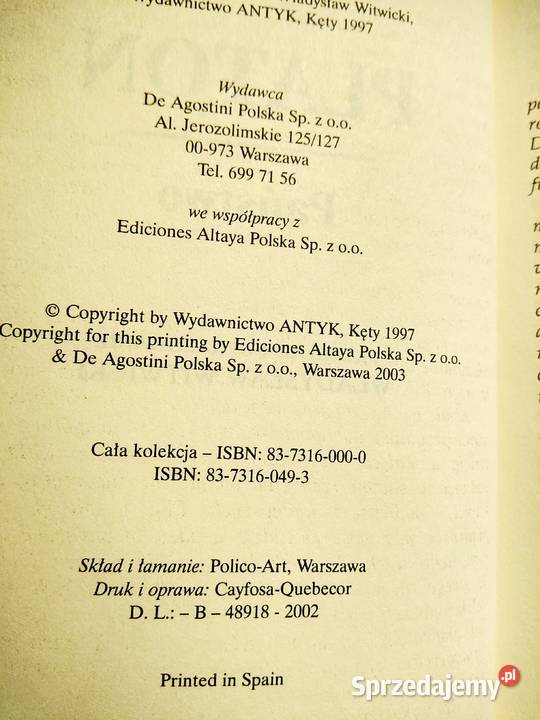 Władysław Witwicki,
Wydawnictwo ANTYK, Kęty 1997
PLATON
Państwo
Wydawca
De Agostini Polska Sp. z o.o.
Al. Jerozolimskie 125/127
00-973 Warszawa
Tel. 699 71 56
we współpracy z
Ediciones Altaya Polska Sp. z o.o.
© Copyright by Wydawnictwo ANTYK, Kęty 1997
Copyright for this printing by Ediciones Altaya Polska Sp. z o.o.
& De Agostini Polska Sp. z o.o., Warszawa 2003
Cała kolekcja – ISBN: 83-7316-000-0
ISBN: 83-7316-049-3
Skład i łamanie: Polico-Art, Warszawa
Druk i oprawa: Cayfosa-Quebecor
D. L.: – B – 48918 - 2002
Printed in Spain
Sprzedajemy.pl